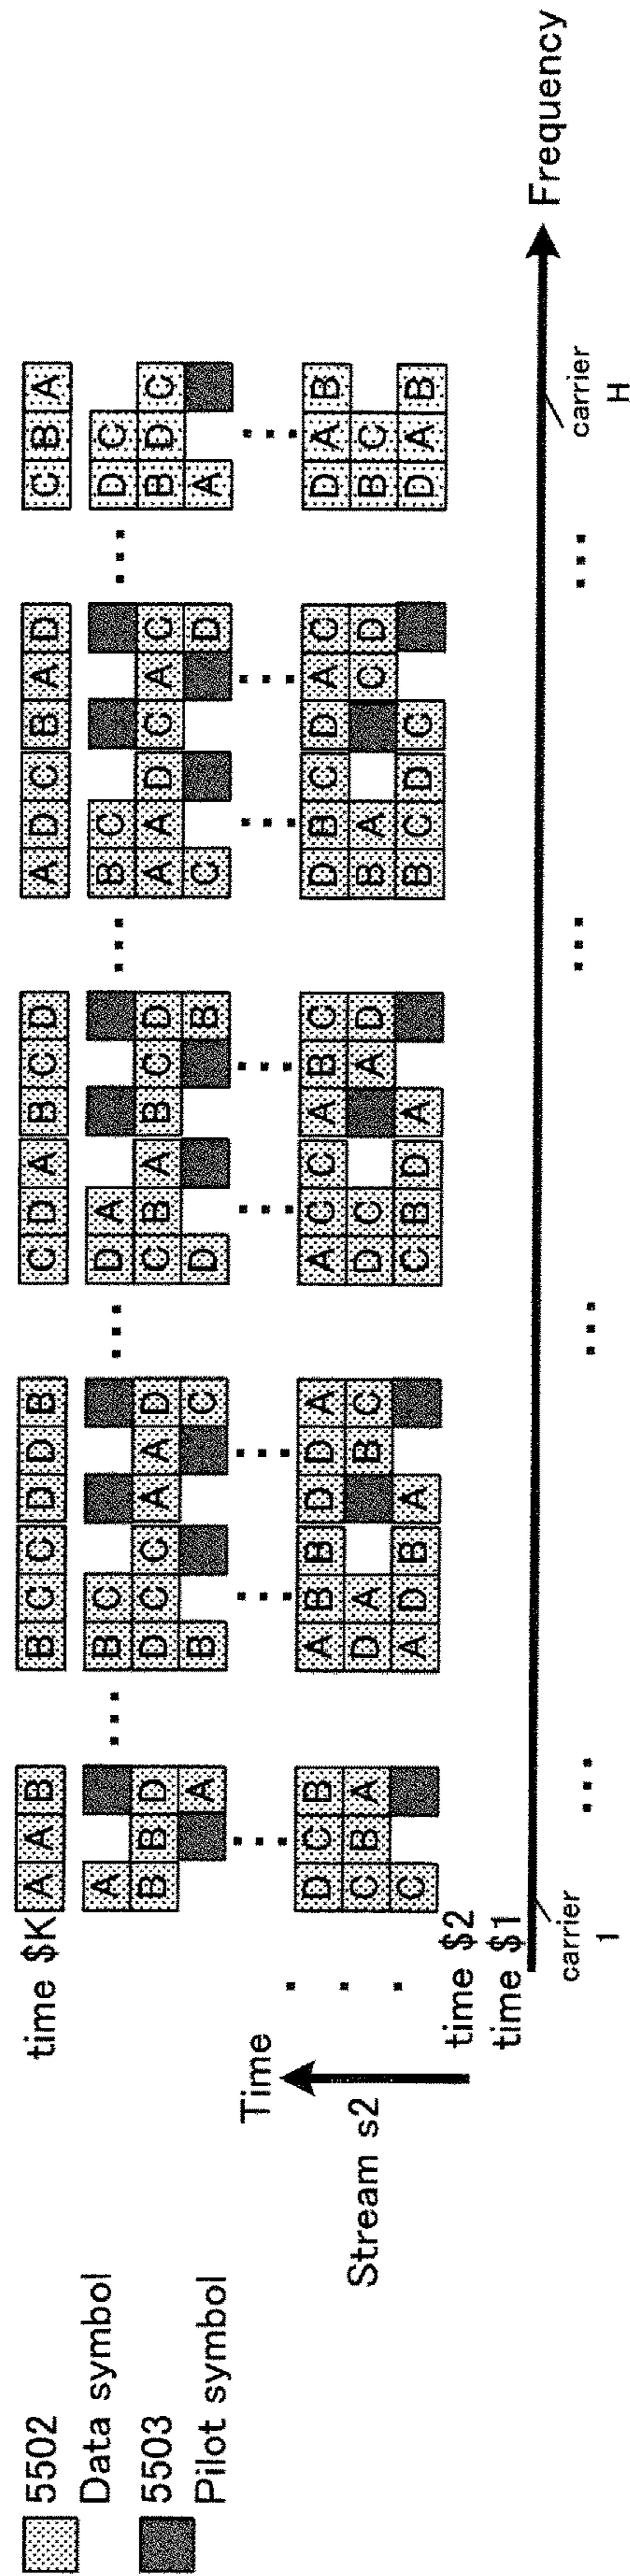 5502
Data symbol
5503
Pilot symbol
time $K
A A B B C C D D B C D A B C D A D C B A D C B A
A B C D A B C D C
B B D D C C A A D C B A B C D A A D C A C B D C
A B C D B C D A
Time
D C B A B B D D A A C C A B C D B C D A C D A B
Stream s2
C B A D A B C D C A D B A C D B C
C A D B A C B D A B C D C D A B
time $2
time $1
Frequency
carrier
1
carrier
H